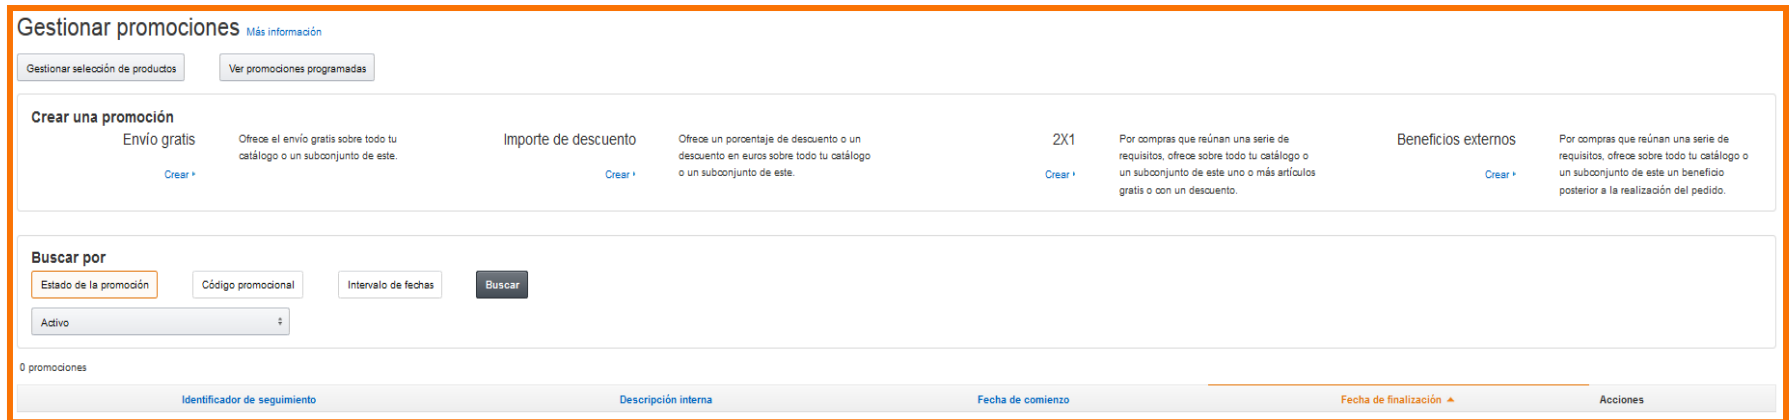 Gestionar promociones Más información
Gestionar selección de productos
Ver promociones programadas
Crear una promoción
Envío gratis
Crear
Ofrece el envío gratis sobre todo tu
catálogo o un subconjunto de este.
Importe de descuento
Crear
Ofrece un porcentaje de descuento o un
descuento en euros sobre todo tu catálogo
o un subconjunto de este.
2X1
Crear
Por compras que reúnan una serie de
requisitos, ofrece sobre todo tu catálogo o
un subconjunto de este uno o más artículos
gratis o con un descuento.
Beneficios externos
Crear
Por compras que reúnan una serie de
requisitos, ofrece sobre todo tu catálogo o
un subconjunto de este un beneficio
posterior a la realización del pedido.
Buscar por
Estado de la promoción
Código promocional
Intervalo de fechas
Buscar
Activo
0 promociones
Identificador de seguimiento
Descripción interna
Fecha de comienzo
Fecha de finalización
Acciones